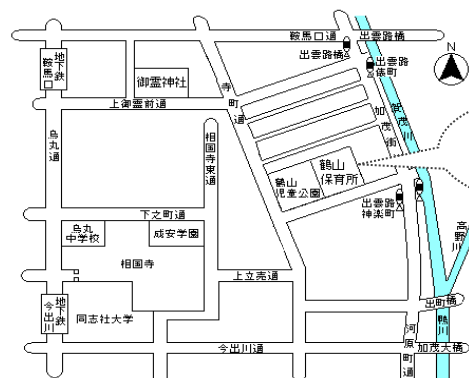 鞍馬口通
出雲路橋
地下鉄
鞍馬口
御霊神社
出雲路橋
出雲路
俵町
N
寺町通
上御霊前通
加茂街
賀茂川
烏丸通
相国寺東通
鶴山
保育所
鶴山
児童公園
出雲路
神楽町
下之町通
烏丸
中学校
成安学園
高野川
相国寺
上立売通
地下鉄
今出川
同志社大学
出町橋
鴨川
河原町通
今出川通
加茂大橋